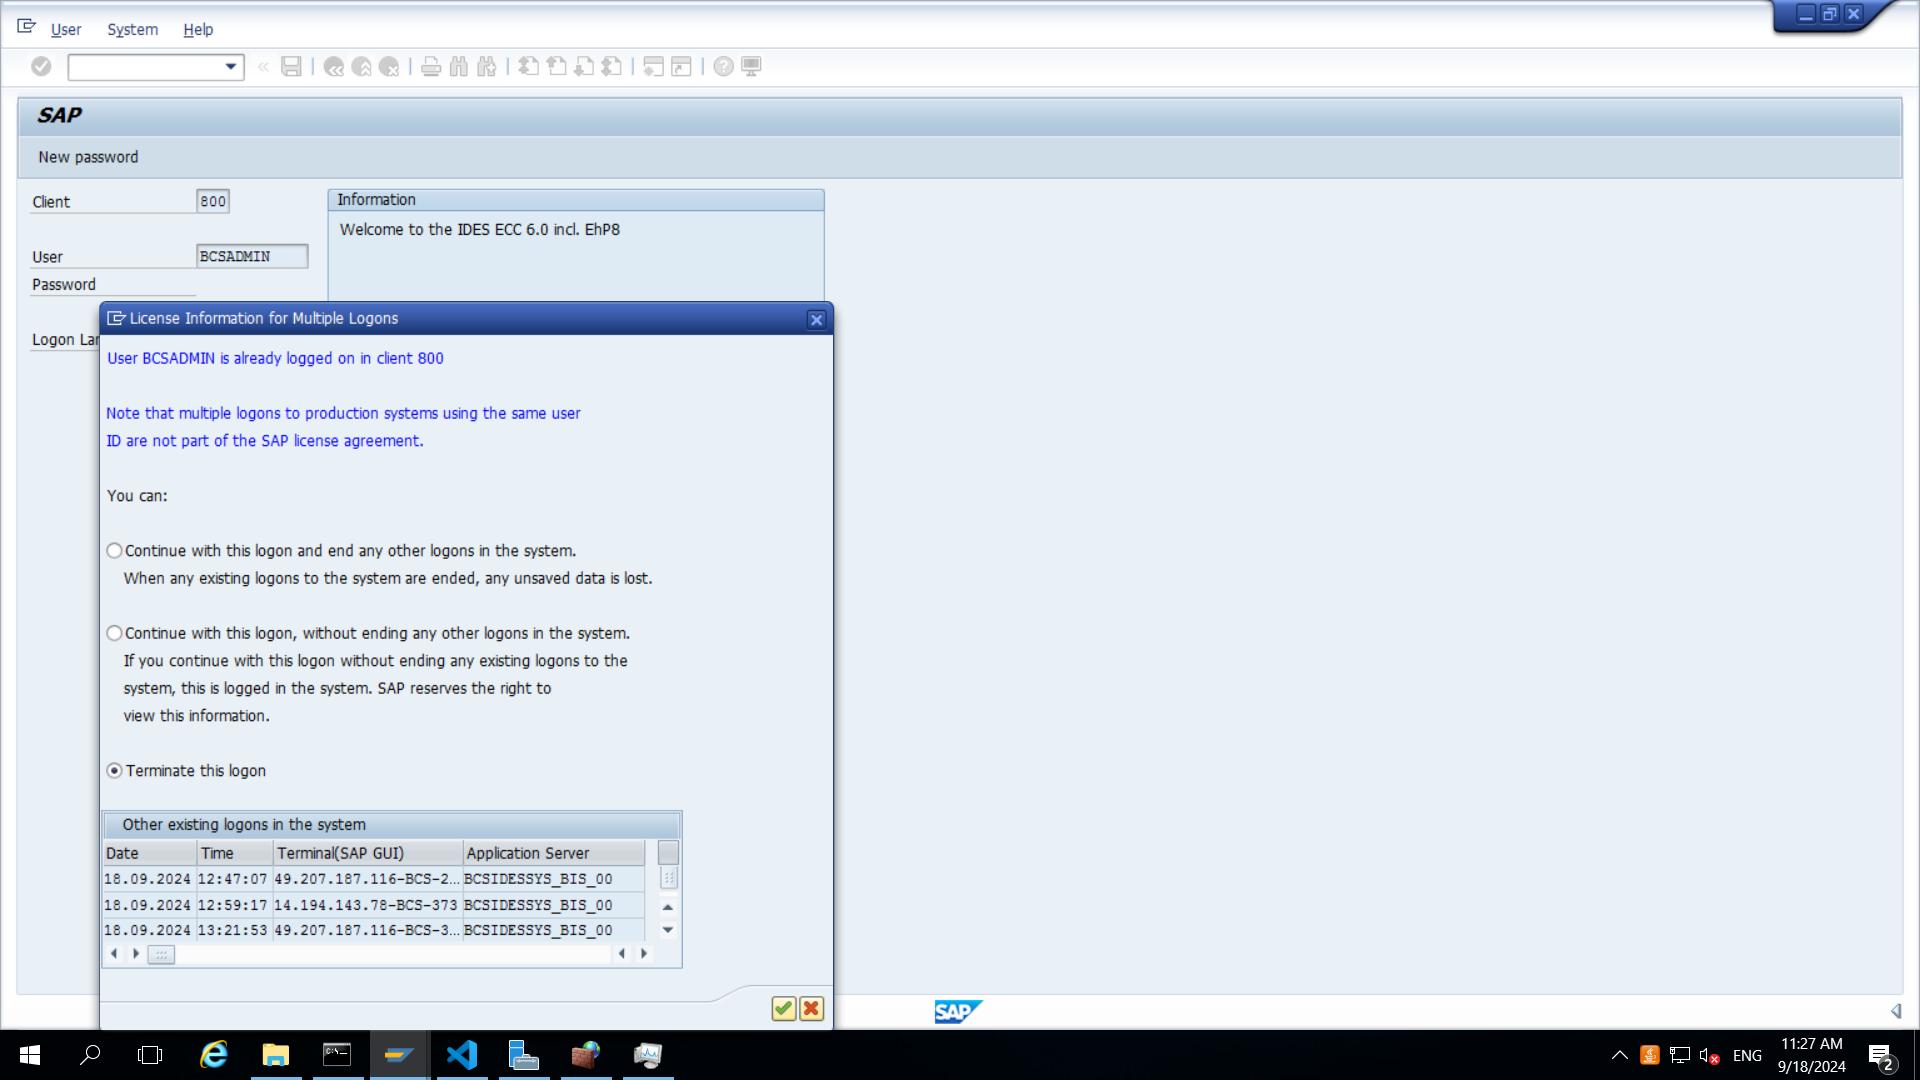 User System Help
SAP
New password
Client 800
Information
Welcome to the IDES ECC 6.0 incl. EhP8
User BCSADMIN
Password
Logon Lar
License Information for Multiple Logons
User BCSADMIN is already logged on in client 800
Note that multiple logons to production systems using the same user
ID are not part of the SAP license agreement.
You can:
Continue with this logon and end any other logons in the system.
When any existing logons to the system are ended, any unsaved data is lost.
Continue with this logon, without ending any other logons in the system.
If you continue with this logon without ending any existing logons to the
system, this is logged in the system. SAP reserves the right to
view this information.
Terminate this logon
Other existing logons in the system
Date Time Terminal(SAP GUI) Application Server
18.09.2024 12:47:07 49.207.187.116-BCS-2... BCSIDESSYS_BIS_00
18.09.2024 12:59:17 14.194.143.78-BCS-373 BCSIDESSYS_BIS_00
18.09.2024 13:21:53 49.207.187.116-BCS-3... BCSIDESSYS_BIS_00
SAP
ENG
11:27 AM
9/18/2024
2